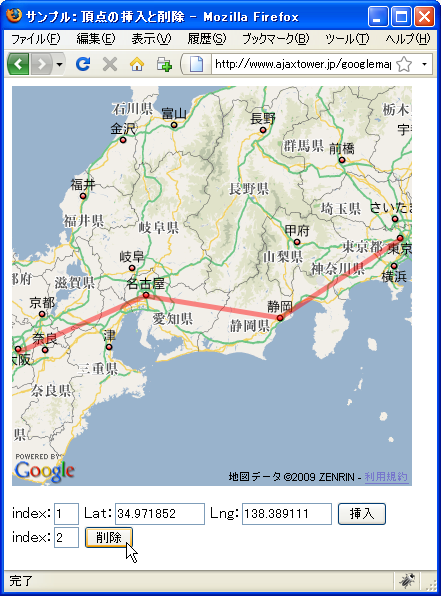 サンプル: 頂点の挿入と削除 - Mozilla Firefox
ファイル(F) 編集(E) 表示(V) 履歴(S) ブックマーク(B) ツール(T) ヘルプ(H)
http://www.ajaxtower.jp/googlemap
石川県
富山
金沢
長野
栃木
群馬県
前橋
宇
福井
長野県
福井県
岐阜県
埼玉県
さいた
甲府
山梨県
東京都
東京
神奈川県
横浜
岐阜
名古屋
都府
滋賀県
京都
静岡
静岡県
愛知県
奈良
津
大阪
三重県
奈良県
県
POWERED BY
Google
地図データ ©2009 ZENRIN - 利用規約
index: 1 Lat: 34.971852 Lng: 138.389111 挿入
index: 2 削除
完了